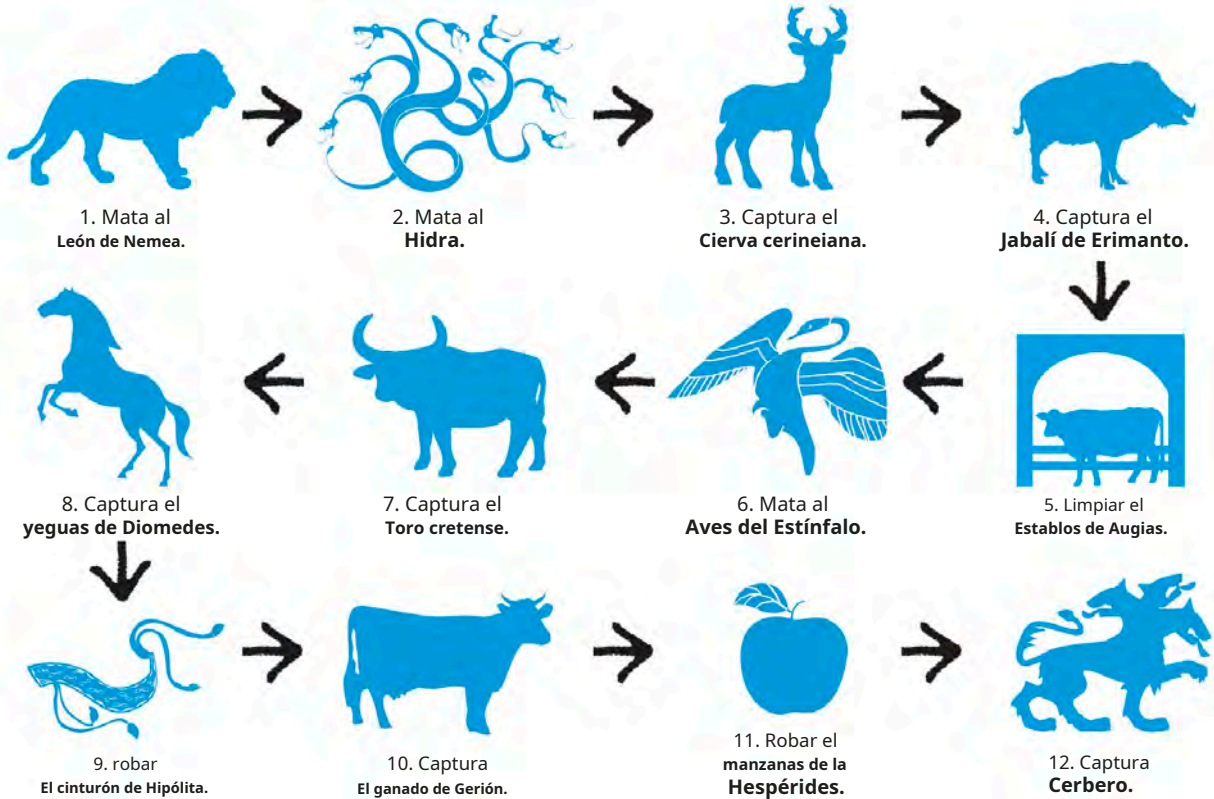 1. Mata al
León de Nemea.
2. Mata al
Hidra.
3. Captura el
Cierva cerineiana.
4. Captura el
Jabalí de Erimanto.
5. Limpiar el
Establos de Augias.
6. Mata al
Aves del Estínfalo.
7. Captura el
Toro cretense.
8. Captura el
yeguas de Diomedes.
9. robar
El cinturón de Hipólita.
10. Captura
El ganado de Gerión.
11. Robar el
manzanas de la
Hespérides.
12. Captura
Cerbero.